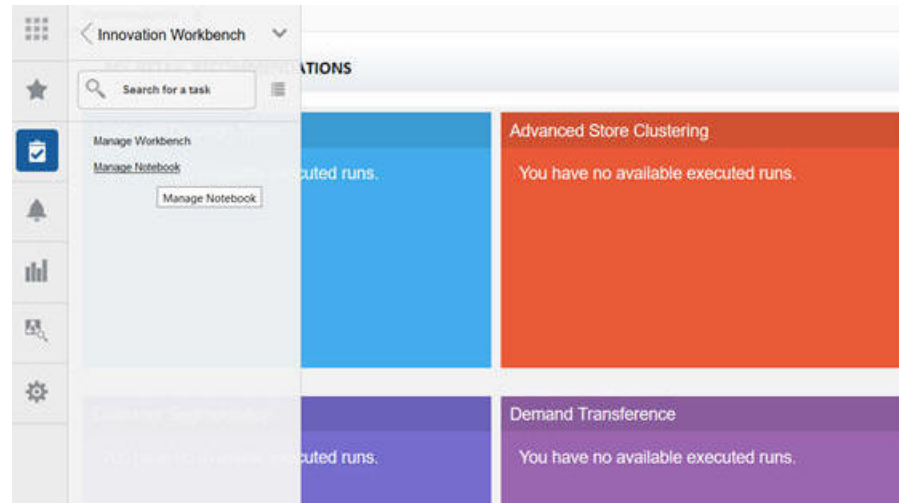 Innovation Workbench
ATIONS
Search for a task
Manage Workbench
Manage Notebook
Manage Notebook
cuted runs.
Advanced Store Clustering
You have no available executed runs.
cuted runs.
Demand Transference
You have no available executed runs.